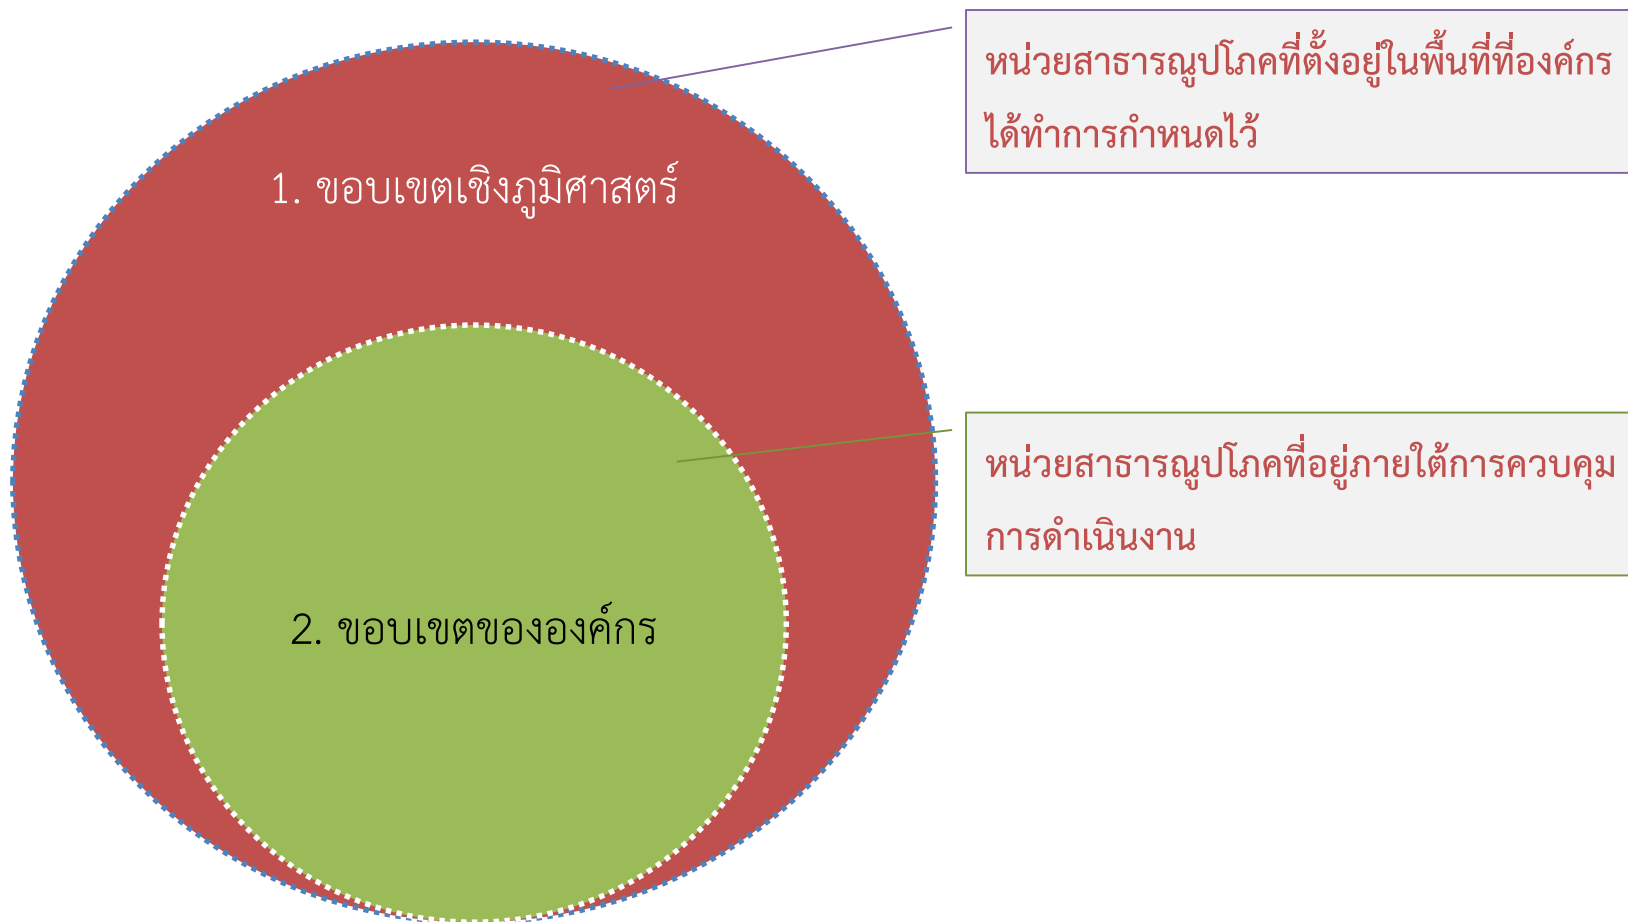 หน่วยสาธารณูปโภคที่ตั้งอยู่ในพื้นที่ที่องค์กร
ได้ทำการกำหนดไว้
1. ขอบเขตเชิงภูมิศาสตร์
หน่วยสาธารณูปโภคที่อยู่ภายใต้การควบคุม
การดำเนินงาน
2. ขอบเขตขององค์กร